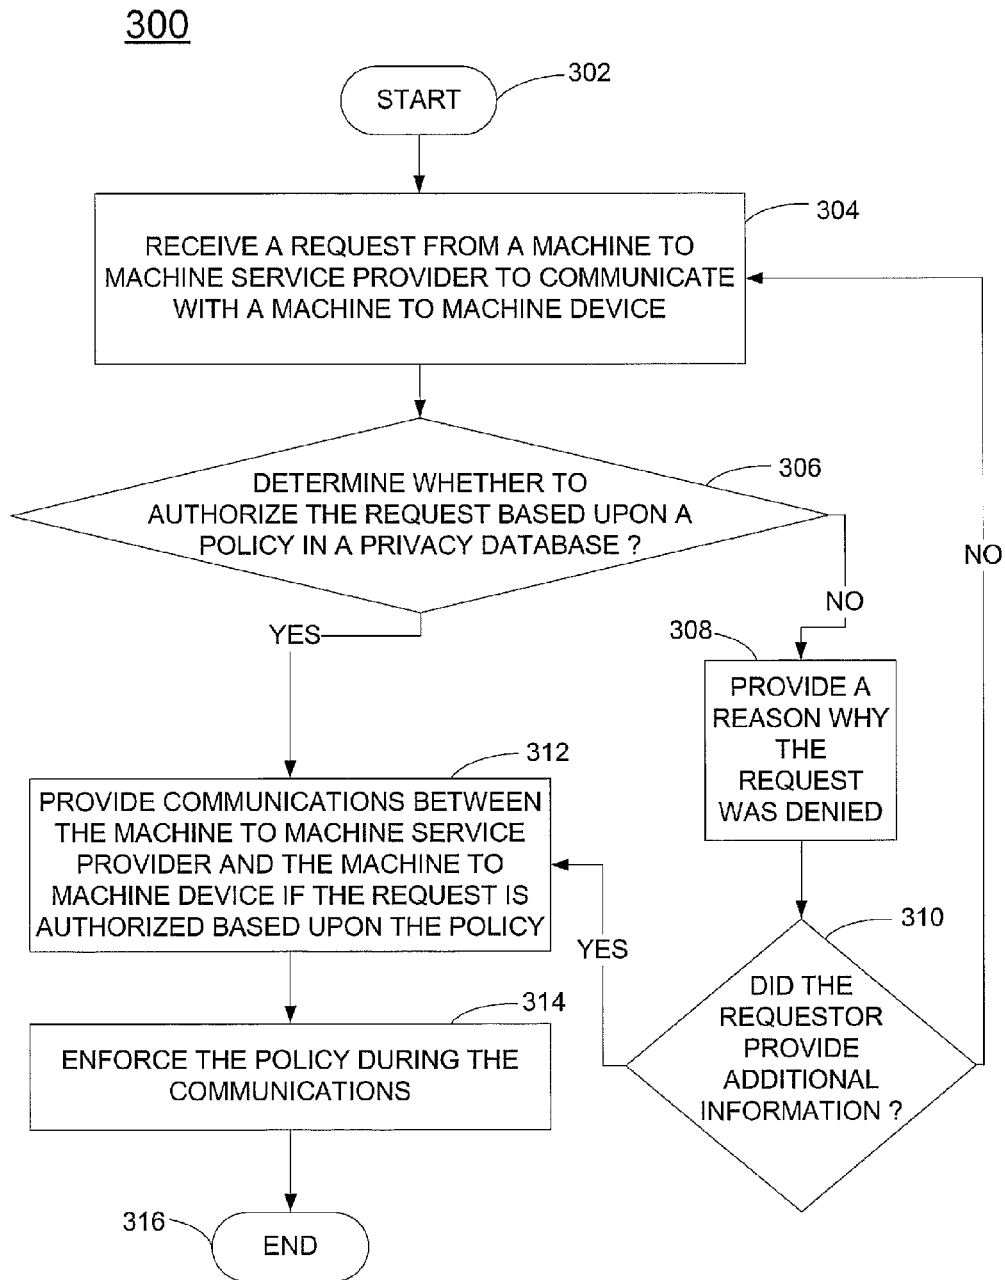 300
START
302
304
RECEIVE A REQUEST FROM A MACHINE TO
MACHINE SERVICE PROVIDER TO COMMUNICATE
WITH A MACHINE TO MACHINE DEVICE
306
DETERMINE WHETHER TO
AUTHORIZE THE REQUEST BASED UPON A
POLICY IN A PRIVACY DATABASE ?
NO
NO
YES
308
PROVIDE A
REASON WHY
THE
REQUEST
WAS DENIED
312
PROVIDE COMMUNICATIONS BETWEEN
THE MACHINE TO MACHINE SERVICE
PROVIDER AND THE MACHINE TO
MACHINE DEVICE IF THE REQUEST IS
AUTHORIZED BASED UPON THE POLICY
310
YES
DID THE
REQUESTOR
PROVIDE
ADDITIONAL
INFORMATION ?
314
ENFORCE THE POLICY DURING THE
COMMUNICATIONS
316
END